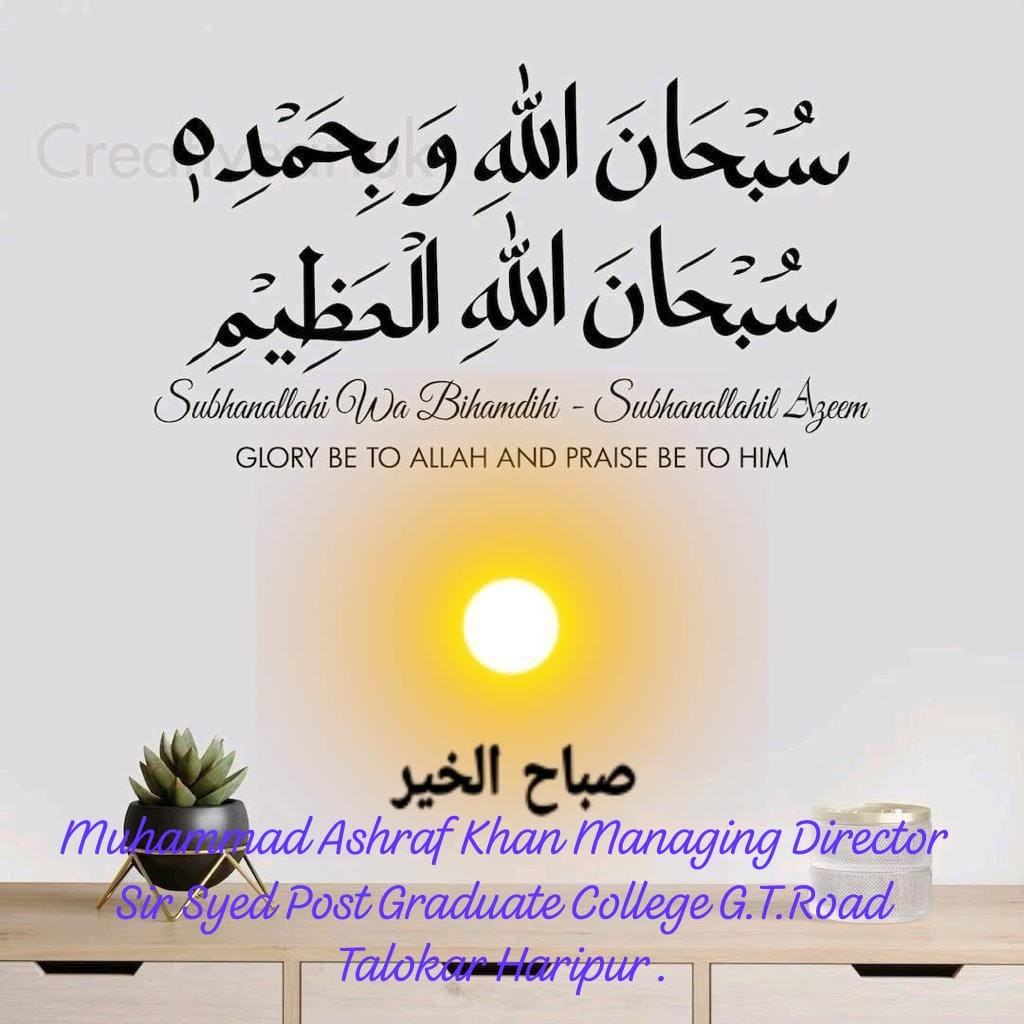 سُبْحَانَ اللهِ وَ بِحَمْدِه
سُبْحَانَ اللهِ الْعَظِيْمِ
Subhanallahi Wa Bihamdihi - Subhanallahil Azeem
GLORY BE TO ALLAH AND PRAISE BE TO HIM
صباح الخير
Muhammad Ashraf Khan Managing Director
Sir Syed Post Graduate College G.T.Road
Talokar Haripur .